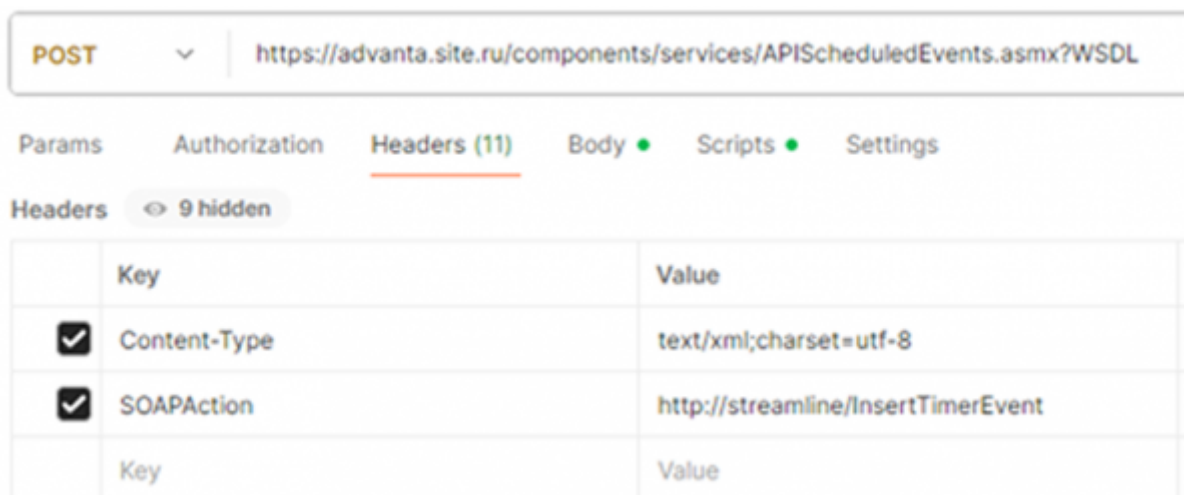 POST https://advanta.site.ru/components/services/APIScheduledEvents.asmx?WSDL
Params Authorization Headers (11) Body Scripts Settings
Headers 9 hidden
Key Value
Content-Type text/xml;charset=utf-8
SOAPAction http://streamline/InsertTimerEvent
Key Value